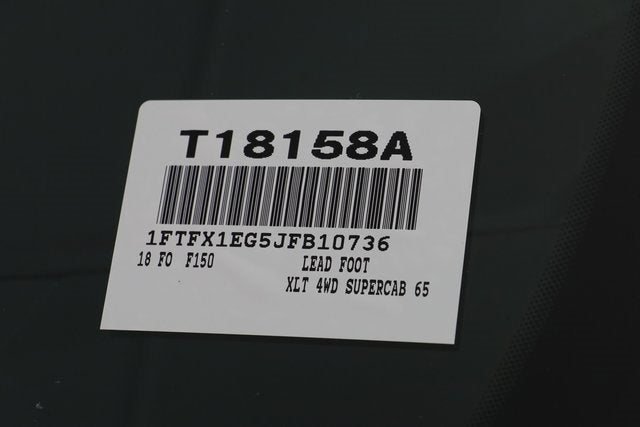 T18158A
1FTFX1EG5JFB10736
18 FO F150 LEAD FOOT
XLT 4WD SUPERCAB 65